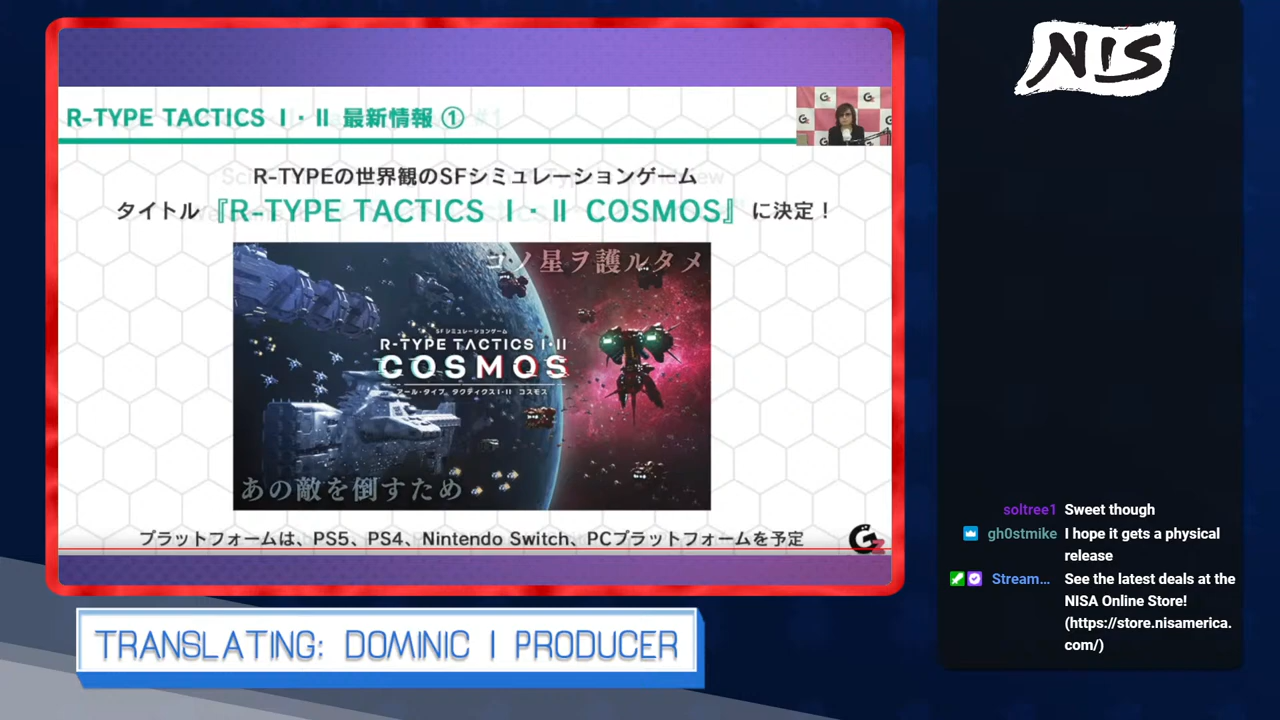 NIS
R-TYPE TACTICS Ⅰ・Ⅱ 最新情報 ①
R-TYPEの世界観のSFシミュレーションゲーム
タイトル『R-TYPE TACTICS Ⅰ・Ⅱ COSMOS』に決定！
コノ星ヲ護ルタメ
SFシミュレーションゲーム
R-TYPE TACTICS I・II
COSMOS
アール・タイプ タクティクスI・II コスモス
あの敵を倒すため
プラットフォームは、PS5、PS4、Nintendo Switch、PCプラットフォームを予定
TRANSLATING: DOMINIC | PRODUCER
soltree1 Sweet though
gh0stmike I hope it gets a physical
release
Stream... See the latest deals at the
NISA Online Store!
(https://store.nisamerica.
com/)